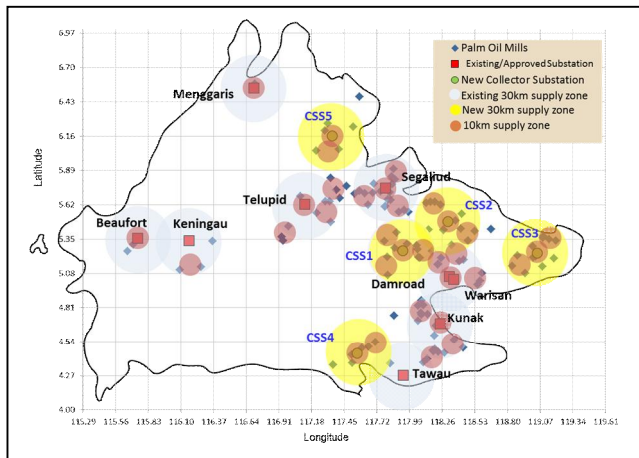 6.97
6.70
6.43
6.16
5.89
5.62
5.35
5.08
4.81
4.54
4.27
4.00
Latitude
Palm Oil Mills
Existing/Approved Substation
New Collector Substation
Existing 30km supply zone
New 30km supply zone
10km supply zone
Menggaris
CSS5
Segaliud
Telupid
CSS2
Beaufort
Keningau
CSS3
CSS1
Damroad
Warisan
Kunak
CSS4
Tawau
115.29 115.56 115.83 116.10 116.37 116.64 116.91 117.18 117.45 117.72 117.99 118.26 118.53 118.80 119.07 119.34 119.61
Longitude